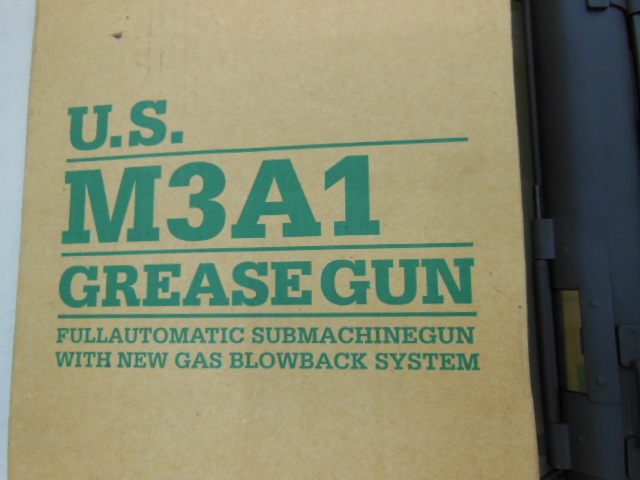 U.S.
M3A1
GREASE GUN
FULLAUTOMATIC SUBMACHINEGUN
WITH NEW GAS BLOWBACK SYSTEM